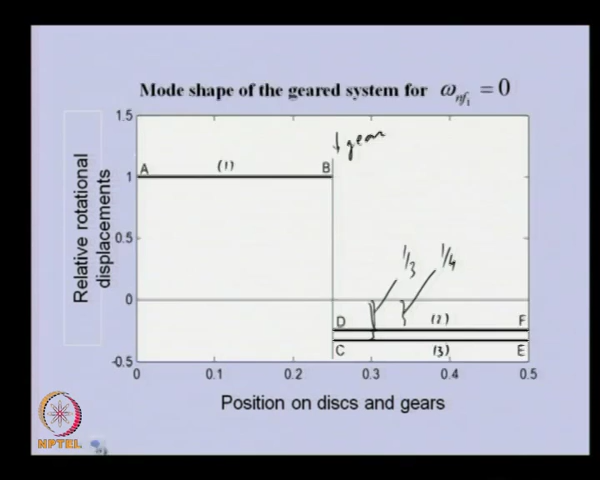 Mode shape of the geared system for ω_nf₁ = 0
Relative rotational
displacements
1.5
1
0.5
0
-0.5
A
(1)
B
↓ gear
1/3
1/4
D
(2)
F
C
(3)
E
0
0.1
0.2
0.3
0.4
0.5
Position on discs and gears
NPTEL